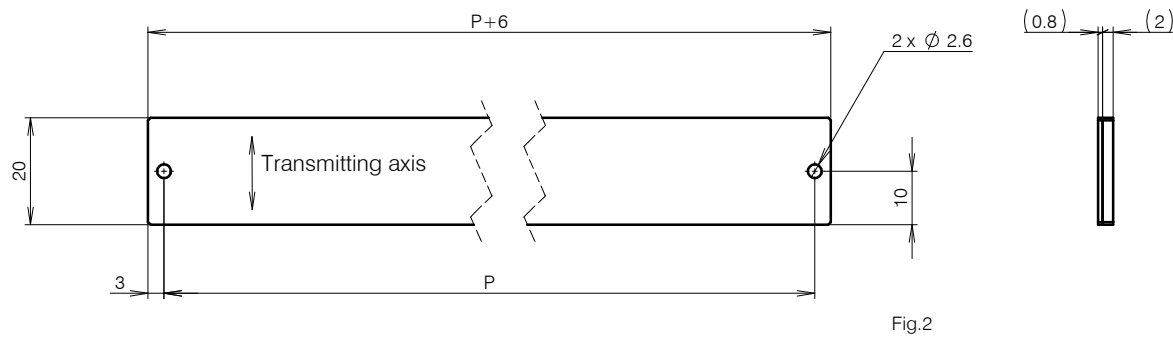 P+6
2 x ϕ 2.6
(0.8)
(2)
20
Transmitting axis
10
3
P
Fig.2